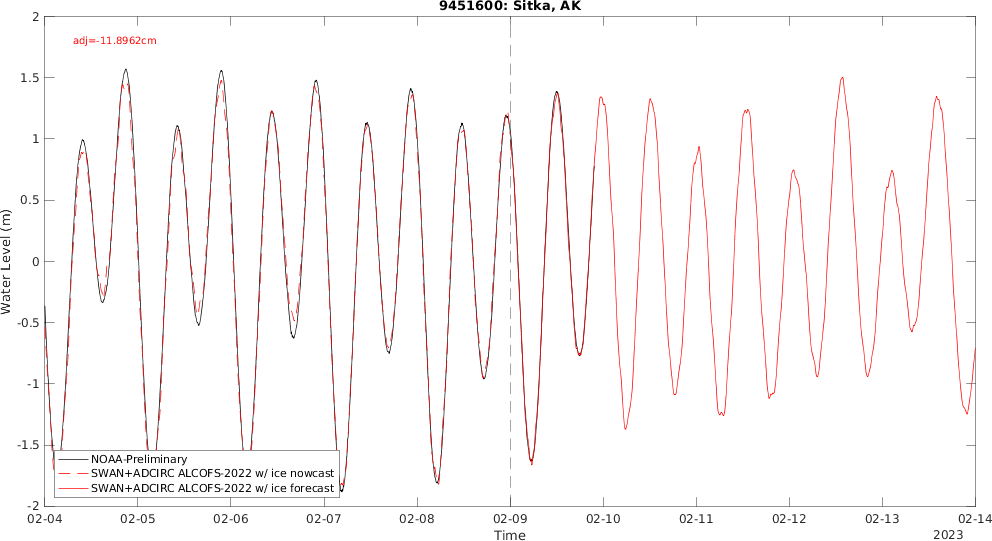 9451600: Sitka, AK
adj=-11.8962cm
Water Level (m)
2
1.5
1
0.5
0
-0.5
-1
-1.5
-2
NOAA-Preliminary
SWAN+ADCIRC ALCOFS-2022 w/ ice nowcast
SWAN+ADCIRC ALCOFS-2022 w/ ice forecast
02-04 02-05 02-06 02-07 02-08 02-09 02-10 02-11 02-12 02-13 02-14
Time
2023